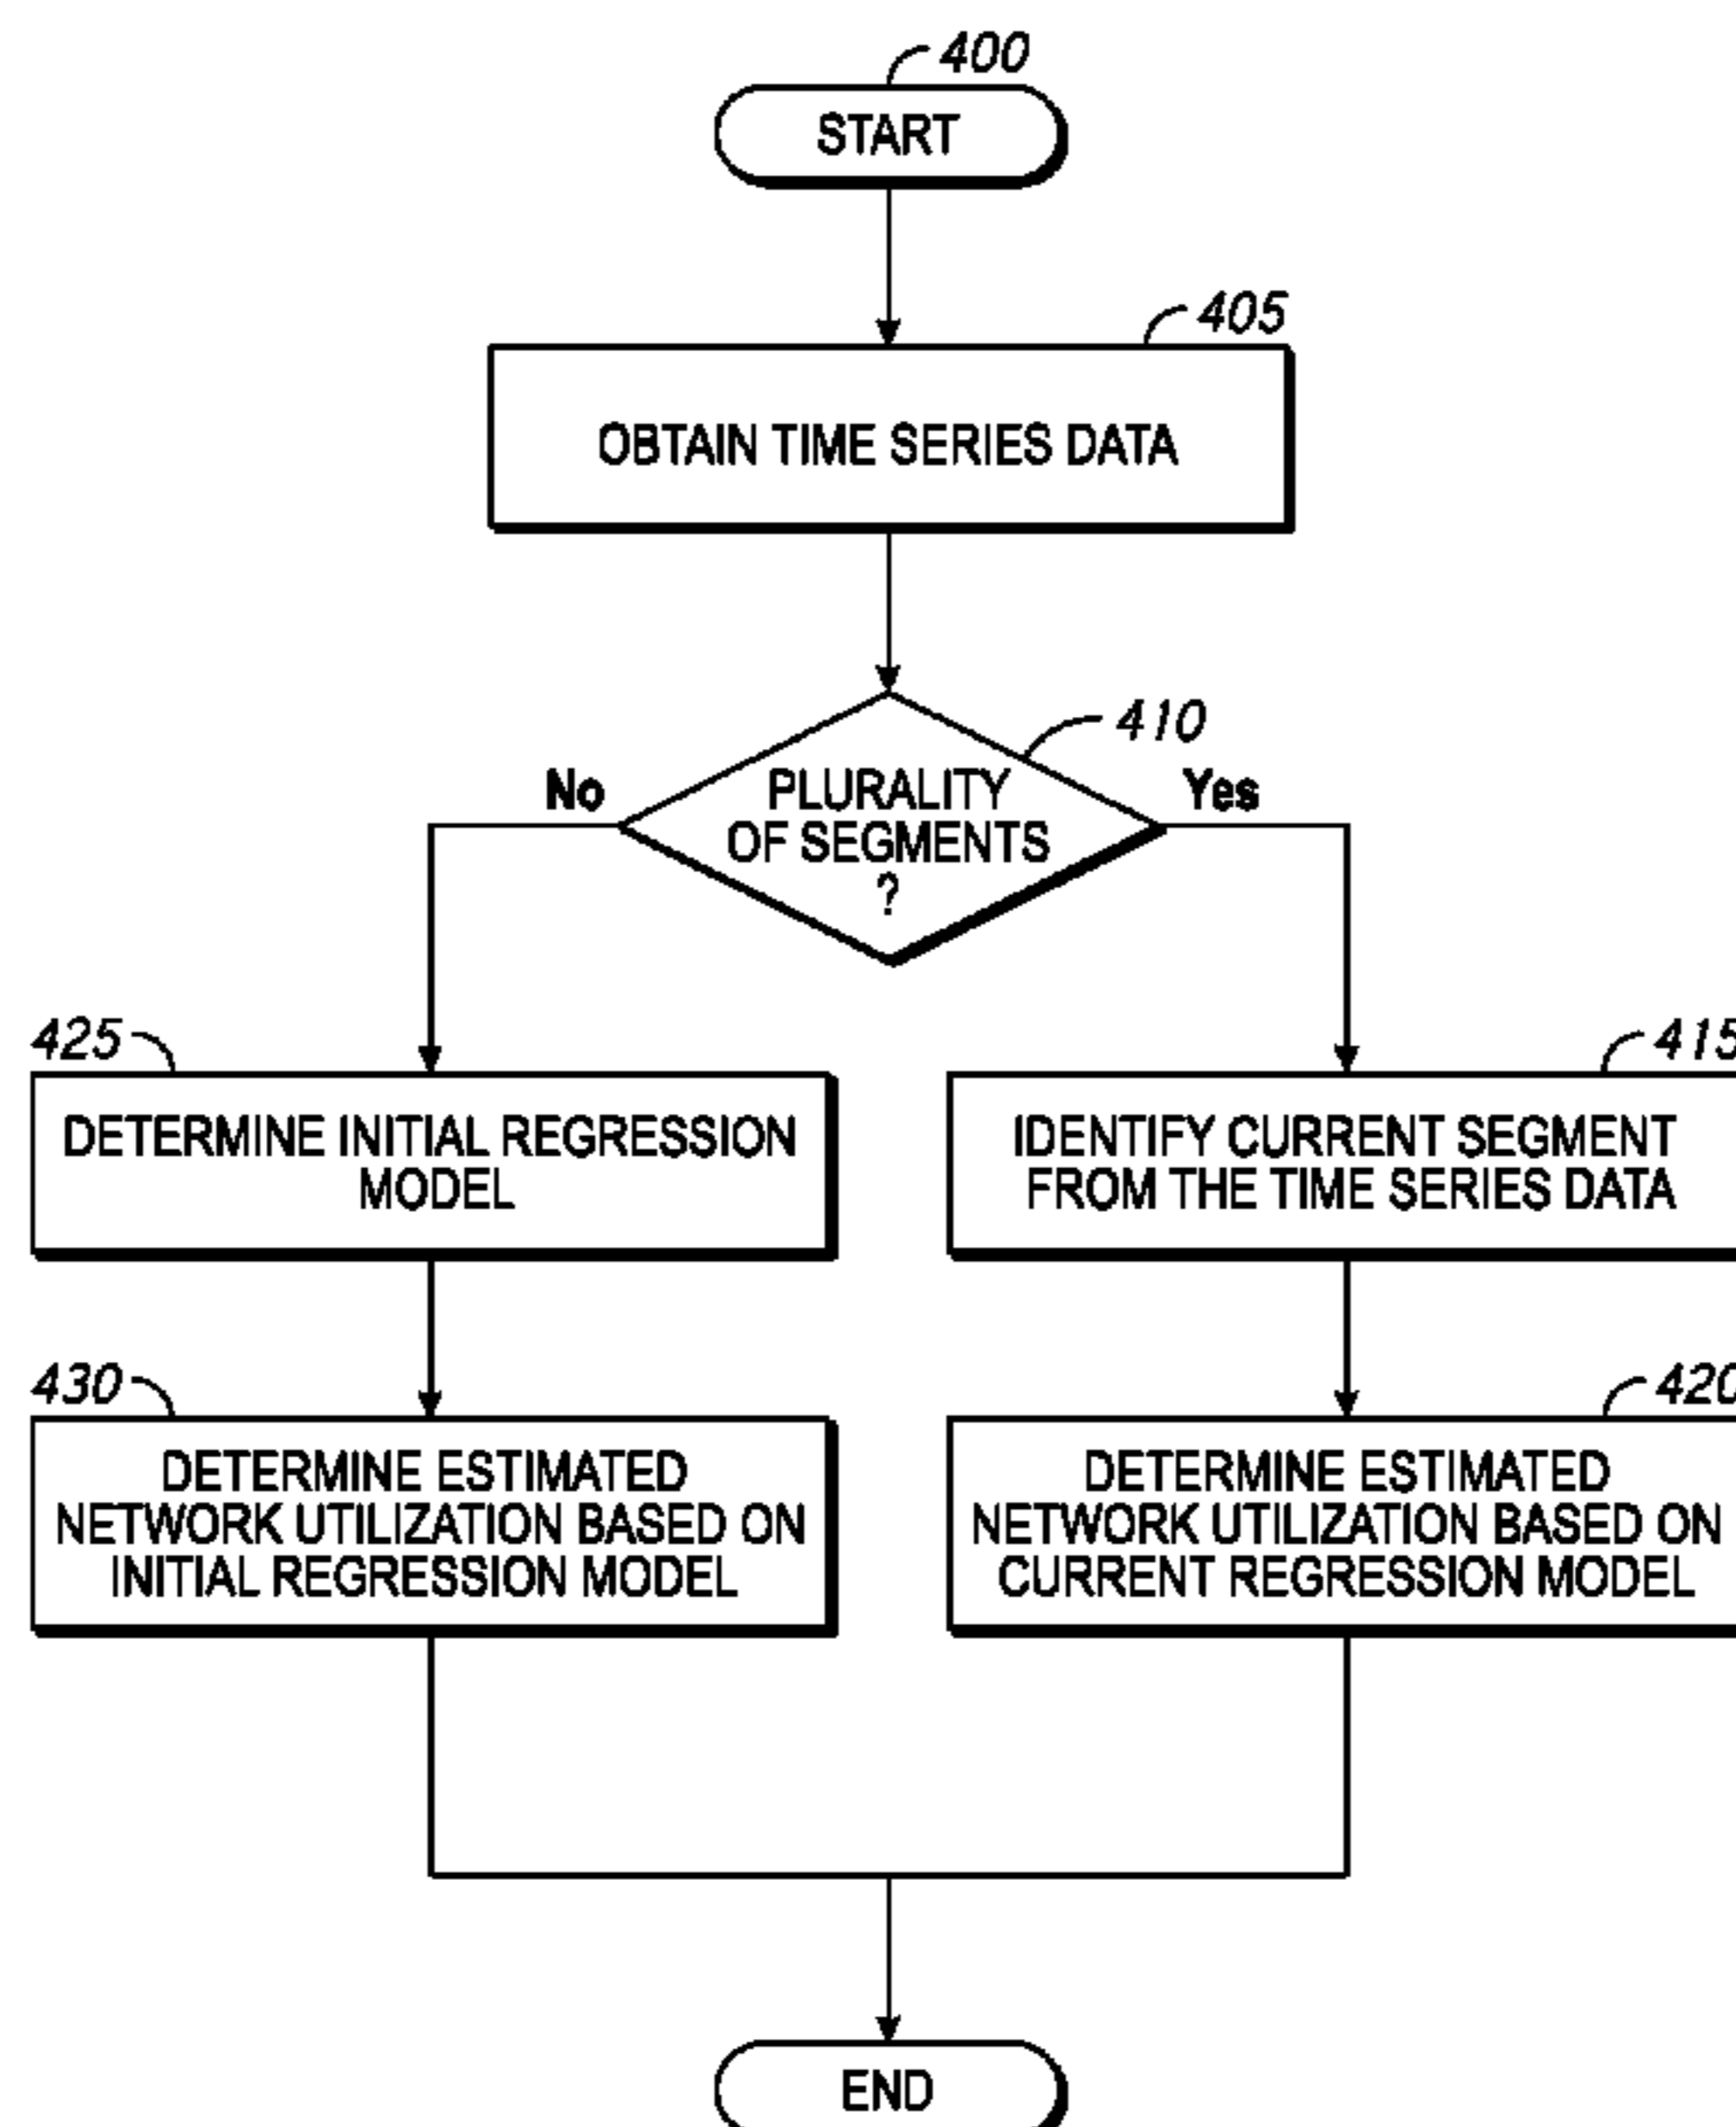 400
START
405
OBTAIN TIME SERIES DATA
410
No
Yes
PLURALITY
OF SEGMENTS
?
425
415
DETERMINE INITIAL REGRESSION
MODEL
IDENTIFY CURRENT SEGMENT
FROM THE TIME SERIES DATA
430
420
DETERMINE ESTIMATED
NETWORK UTILIZATION BASED ON
INITIAL REGRESSION MODEL
DETERMINE ESTIMATED
NETWORK UTILIZATION BASED ON
CURRENT REGRESSION MODEL
END